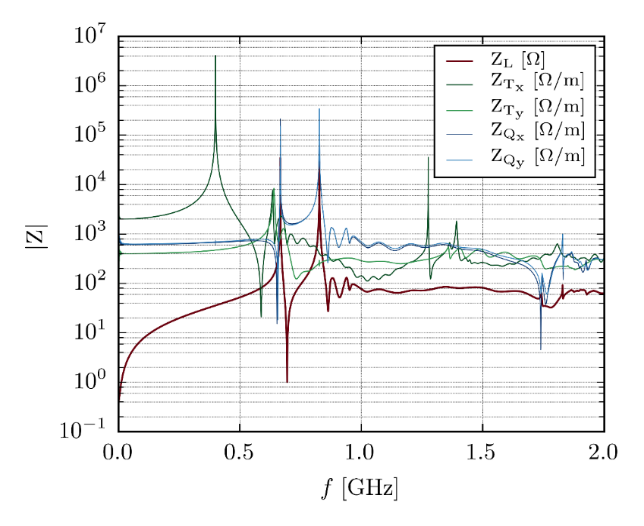 10^7
10^6
10^5
10^4
10^3
10^2
10^1
10^0
10^−1
|Z|
Z_L [Ω]
Z_Tx [Ω/m]
Z_Ty [Ω/m]
Z_Qx [Ω/m]
Z_Qy [Ω/m]
0.0 0.5 1.0 1.5 2.0
f [GHz]